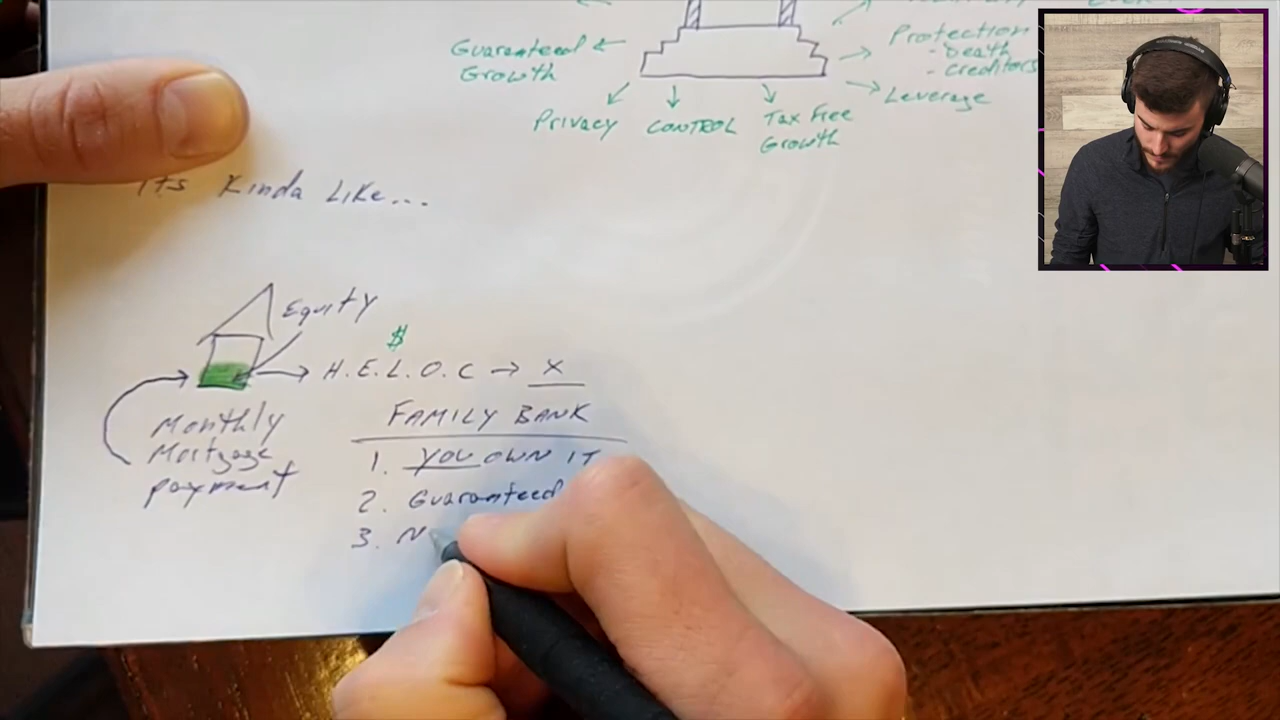 Guaranteed
Growth
Privacy
CONTROL
Tax Free
Growth
Protection
- Death
- Creditors
Leverage
Its Kinda Like...
Equity
$
H.E.L.O.C → X
Monthly
Mortgage
payment
FAMILY BANK
1. YOU OWN IT
2. Guaranteed
3. N